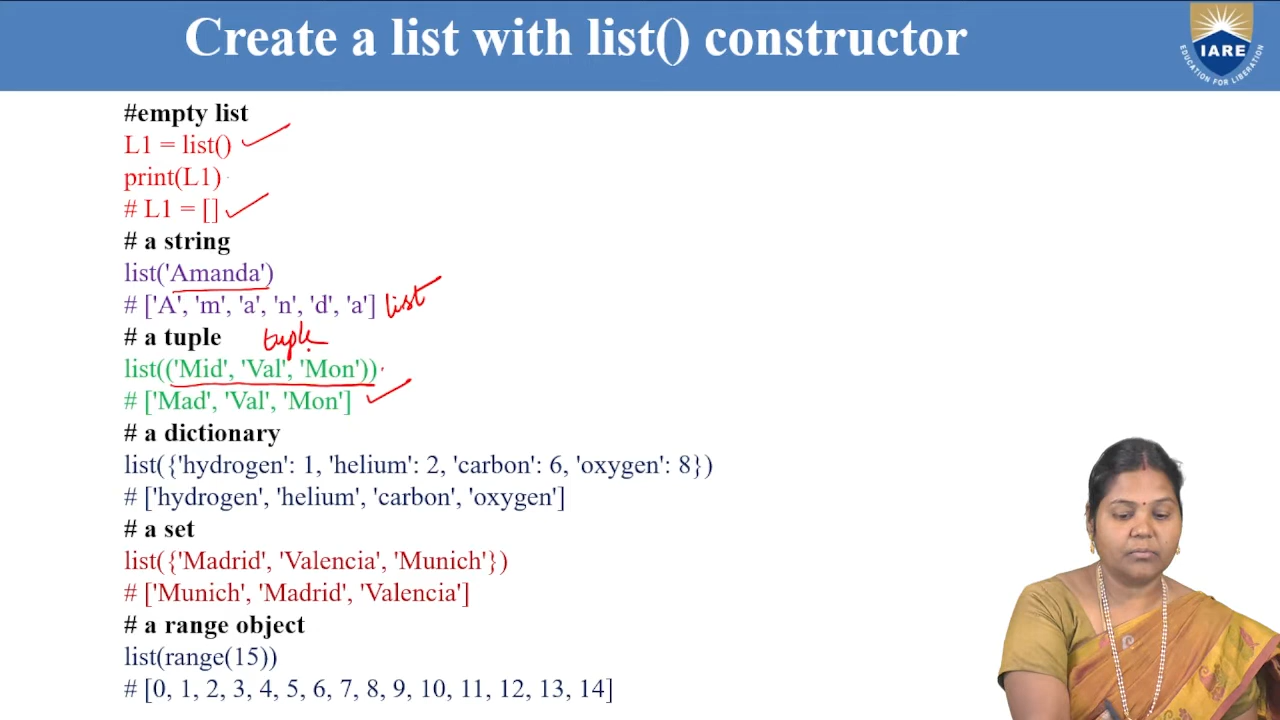 Create a list with list() constructor
IARE
EDUCATION FOR LIBERATION
#empty list
L1 = list()
print(L1)
# L1 = []
# a string
list('Amanda')
# ['A', 'm', 'a', 'n', 'd', 'a'] list
# a tuple tuple
list(('Mid', 'Val', 'Mon'))
# ['Mad', 'Val', 'Mon']
# a dictionary
list({'hydrogen': 1, 'helium': 2, 'carbon': 6, 'oxygen': 8})
# ['hydrogen', 'helium', 'carbon', 'oxygen']
# a set
list({'Madrid', 'Valencia', 'Munich'})
# ['Munich', 'Madrid', 'Valencia']
# a range object
list(range(15))
# [0, 1, 2, 3, 4, 5, 6, 7, 8, 9, 10, 11, 12, 13, 14]